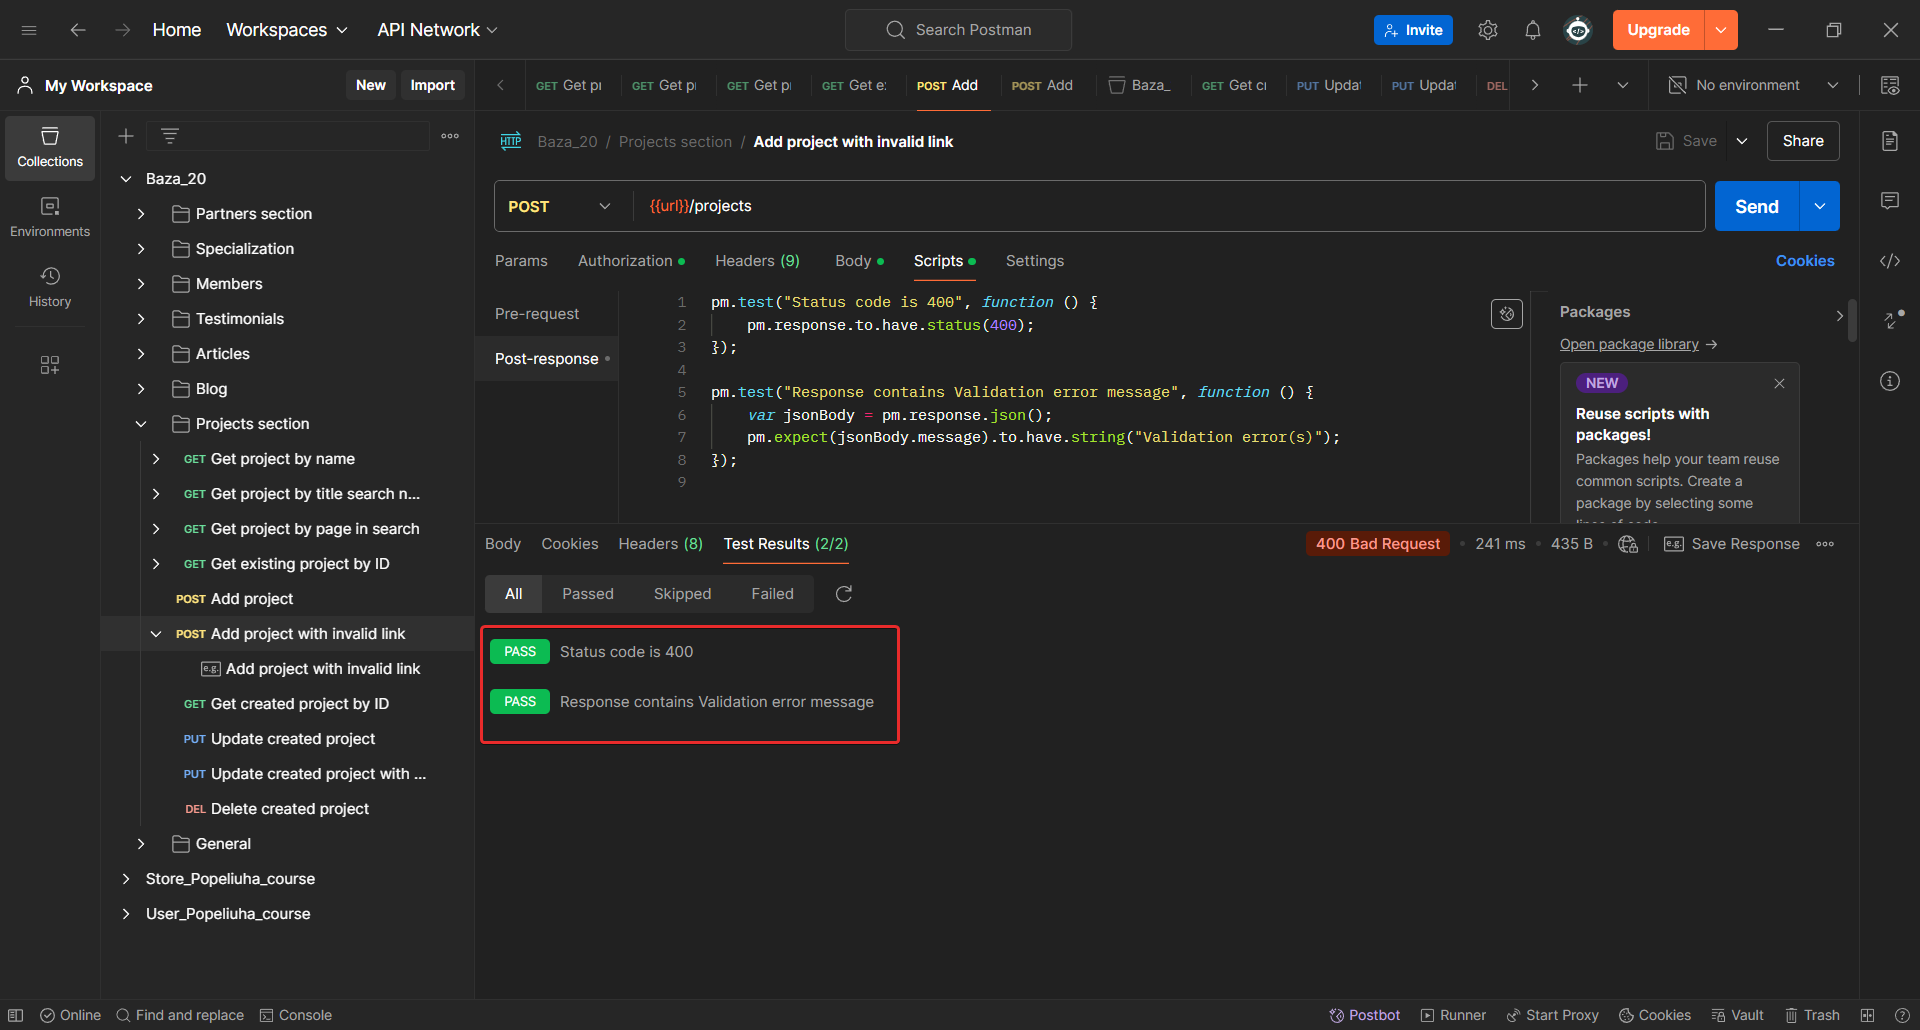 Home
Workspaces
API Network
Search Postman
Invite
Upgrade
My Workspace
New
Import
GET Get pr
GET Get pr
GET Get pr
GET Get e:
POST Add
POST Add
Baza_
GET Get cr
PUT Updat
PUT Updat
DEL
No environment
Collections
Environments
History
Baza_20
Partners section
Specialization
Members
Testimonials
Articles
Blog
Projects section
GET Get project by name
GET Get project by title search n...
GET Get project by page in search
GET Get existing project by ID
POST Add project
POST Add project with invalid link
e.g. Add project with invalid link
GET Get created project by ID
PUT Update created project
PUT Update created project with ...
DEL Delete created project
General
Store_Popeliuha_course
User_Popeliuha_course
HTTP Baza_20 / Projects section / Add project with invalid link
Save
Share
POST
{{url}}/projects
Send
Params
Authorization
Headers (9)
Body
Scripts
Settings
Cookies
Pre-request
Post-response
1 pm.test("Status code is 400", function () {
2 pm.response.to.have.status(400);
3 });
4
5 pm.test("Response contains Validation error message", function () {
6 var jsonBody = pm.response.json();
7 pm.expect(jsonBody.message).to.have.string("Validation error(s)");
8 });
9
Packages
Open package library →
NEW
Reuse scripts with
packages!
Packages help your team reuse
common scripts. Create a
package by selecting some
lines of code
Body
Cookies
Headers (8)
Test Results (2/2)
400 Bad Request
241 ms
435 B
e.g. Save Response
All
Passed
Skipped
Failed
PASS Status code is 400
PASS Response contains Validation error message
Online
Find and replace
Console
Postbot
Runner
Start Proxy
Cookies
Vault
Trash